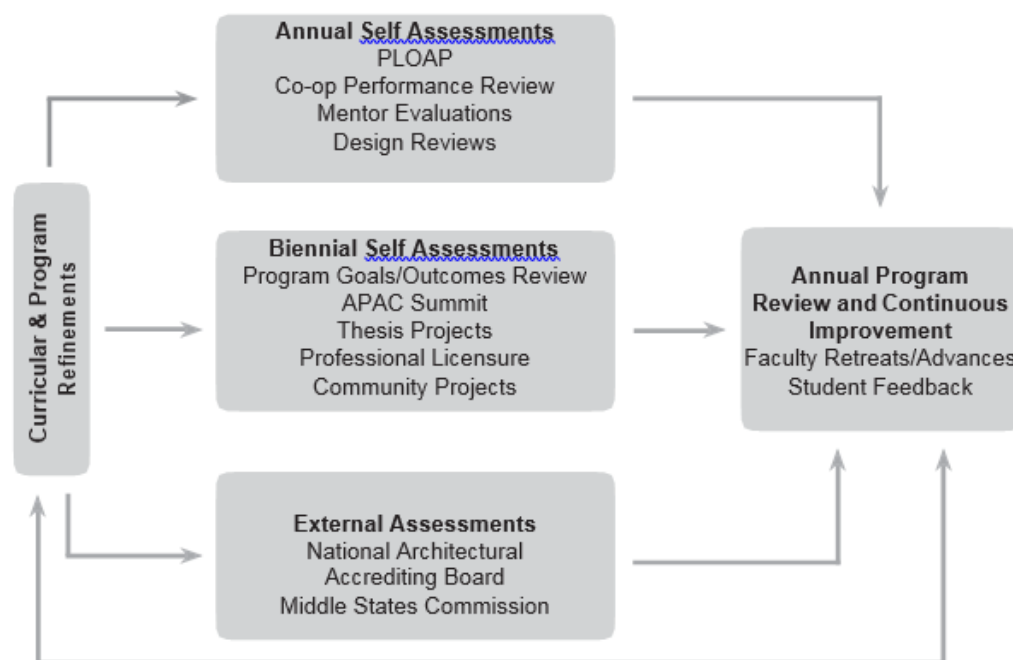 Annual Self Assessments
PLOAP
Co-op Performance Review
Mentor Evaluations
Design Reviews
Curricular & Program
Refinements
Biennial Self Assessments
Program Goals/Outcomes Review
APAC Summit
Thesis Projects
Professional Licensure
Community Projects
Annual Program
Review and Continuous
Improvement
Faculty Retreats/Advances
Student Feedback
External Assessments
National Architectural
Accrediting Board
Middle States Commission